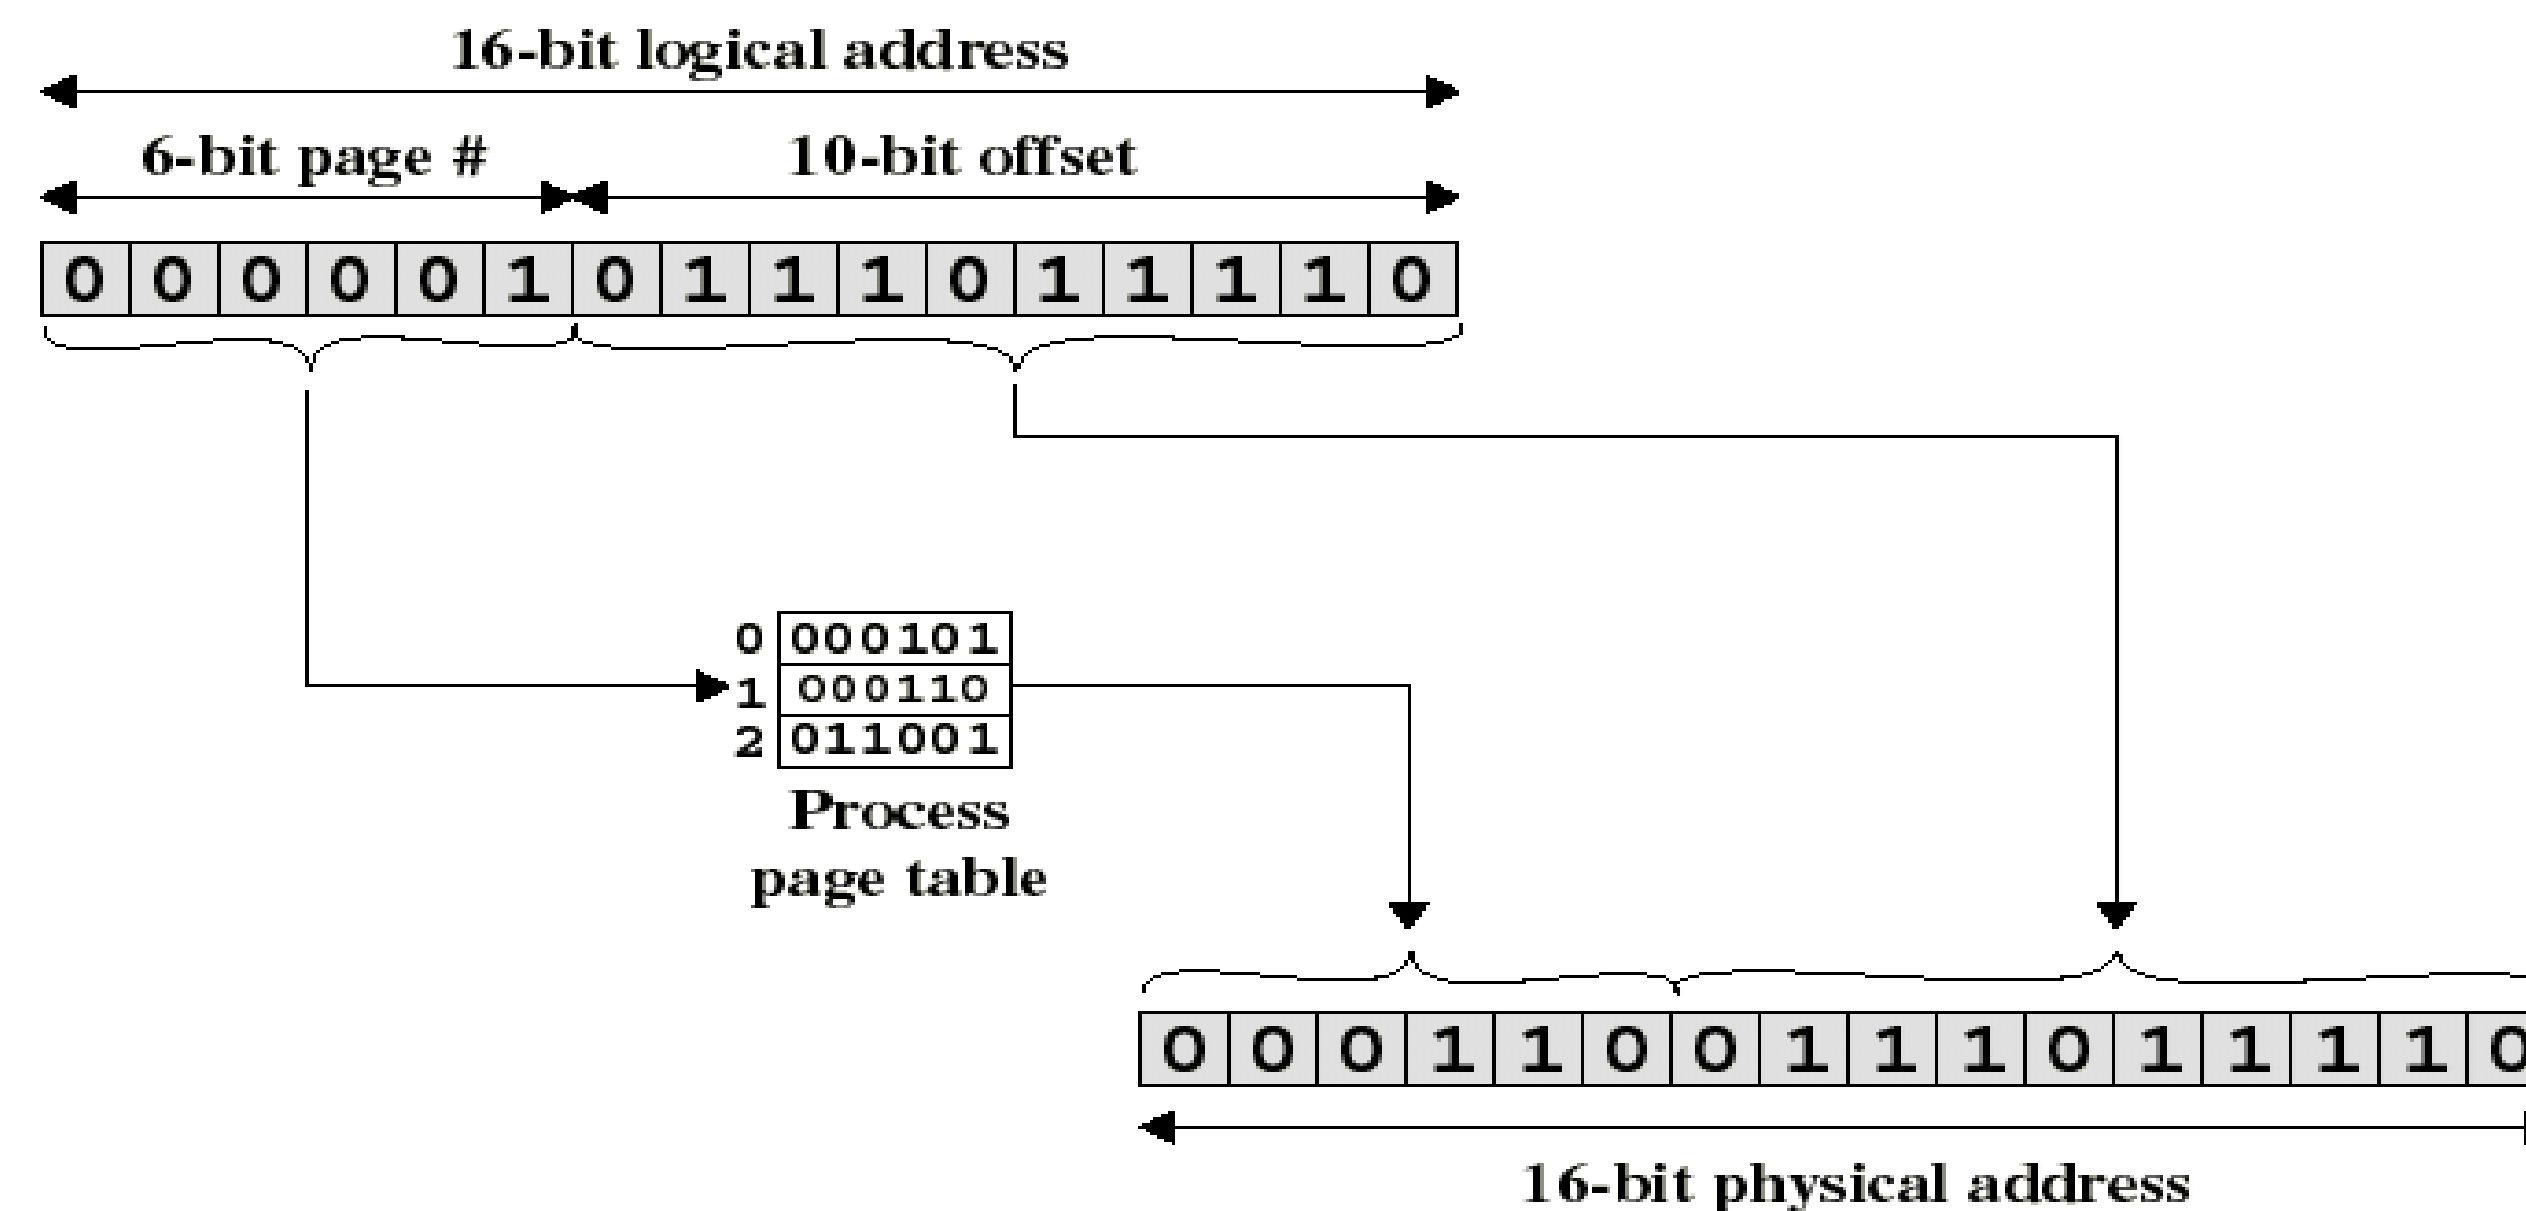 16-bit logical address
6-bit page # 10-bit offset
0 0 0 0 0 1 0 1 1 1 0 1 1 1 1 0
0 000101
1 000110
2 011001
Process
page table
0 0 0 1 1 0 0 1 1 1 0 1 1 1 1 0
16-bit physical address